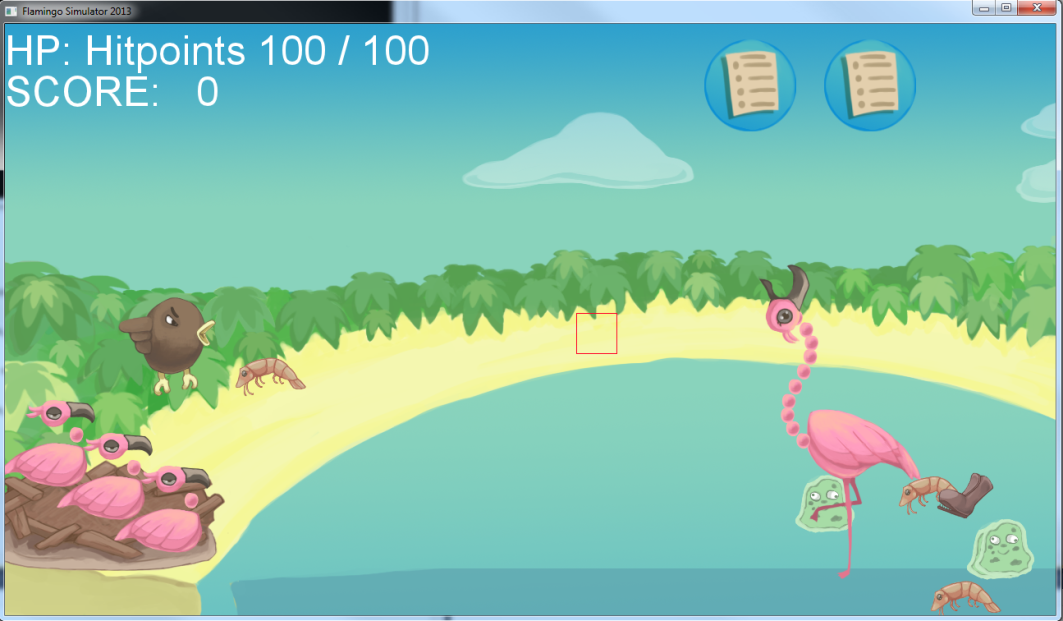 Flamingo Simulator 2013
HP: Hitpoints 100 / 100
SCORE: 0